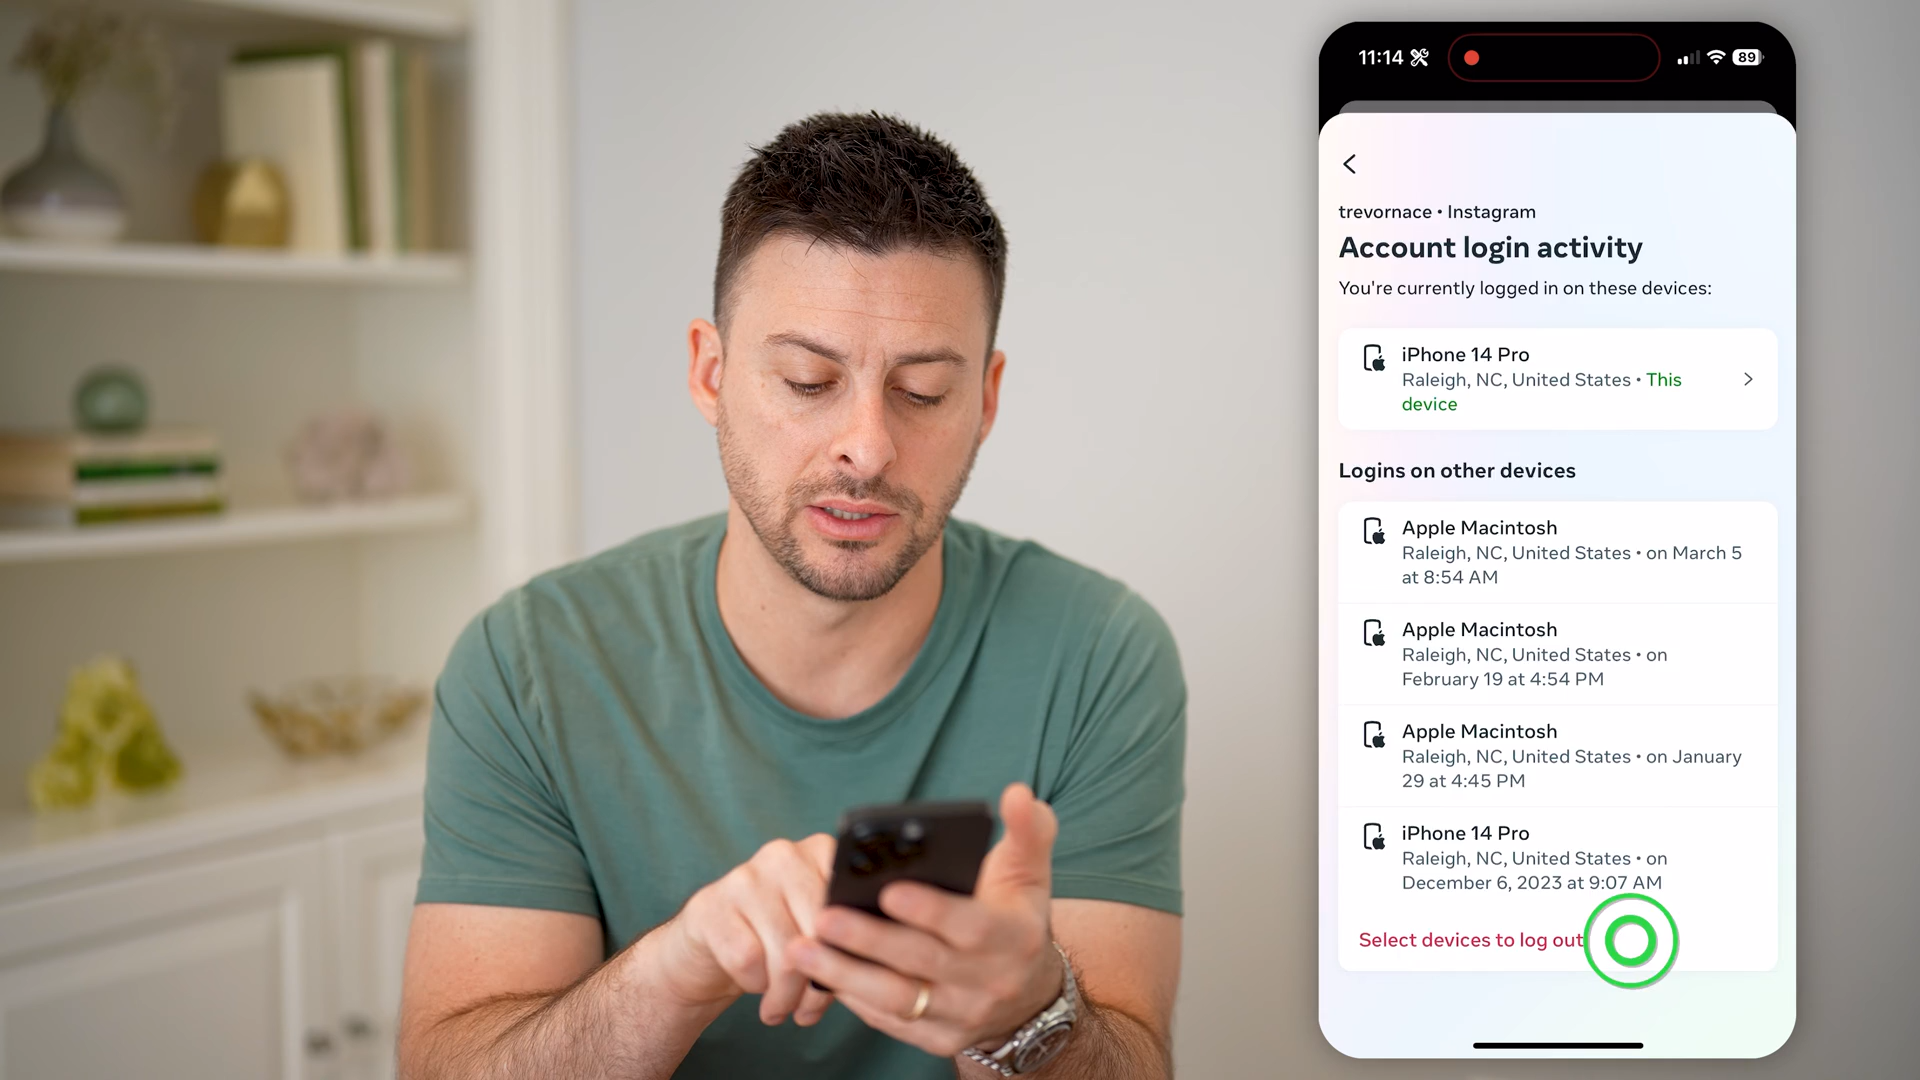 11:14
89
trevornace • Instagram
Account login activity
You're currently logged in on these devices:
iPhone 14 Pro
Raleigh, NC, United States • This
device
Logins on other devices
Apple Macintosh
Raleigh, NC, United States • on March 5
at 8:54 AM
Apple Macintosh
Raleigh, NC, United States • on
February 19 at 4:54 PM
Apple Macintosh
Raleigh, NC, United States • on January
29 at 4:45 PM
iPhone 14 Pro
Raleigh, NC, United States • on
December 6, 2023 at 9:07 AM
Select devices to log out